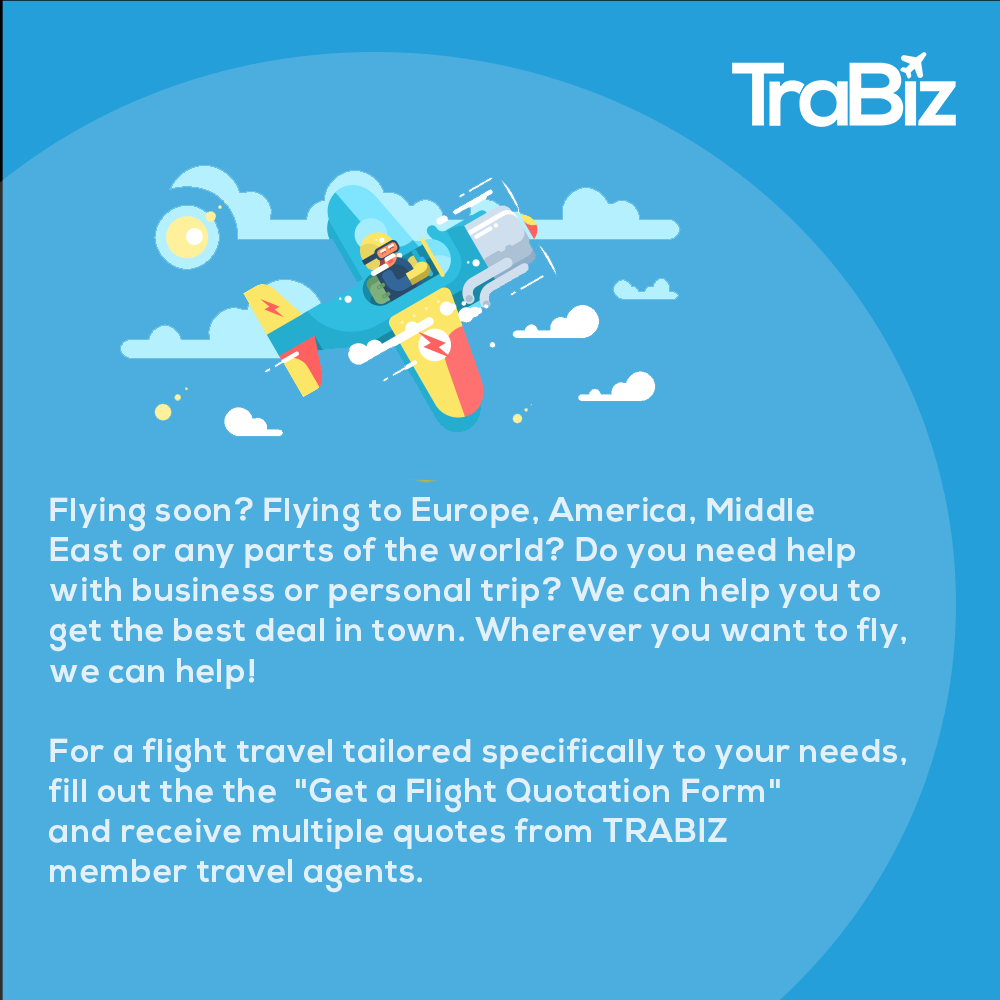 TraBiz
Flying soon? Flying to Europe, America, Middle
East or any parts of the world? Do you need help
with business or personal trip? We can help you to
get the best deal in town. Wherever you want to fly,
we can help!
For a flight travel tailored specifically to your needs,
fill out the the  "Get a Flight Quotation Form"
and receive multiple quotes from TRABIZ
member travel agents.